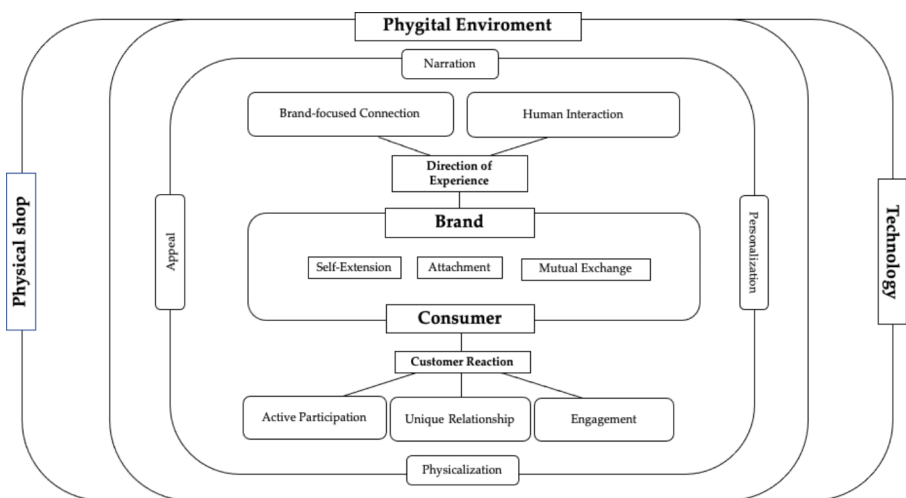 Phygital Enviroment
Narration
Brand-focused Connection
Human Interaction
Direction of
Experience
Physical shop
Appeal
Brand
Self-Extension
Attachment
Mutual Exchange
Personalization
Technology
Consumer
Customer Reaction
Active Participation
Unique Relationship
Engagement
Physicalization